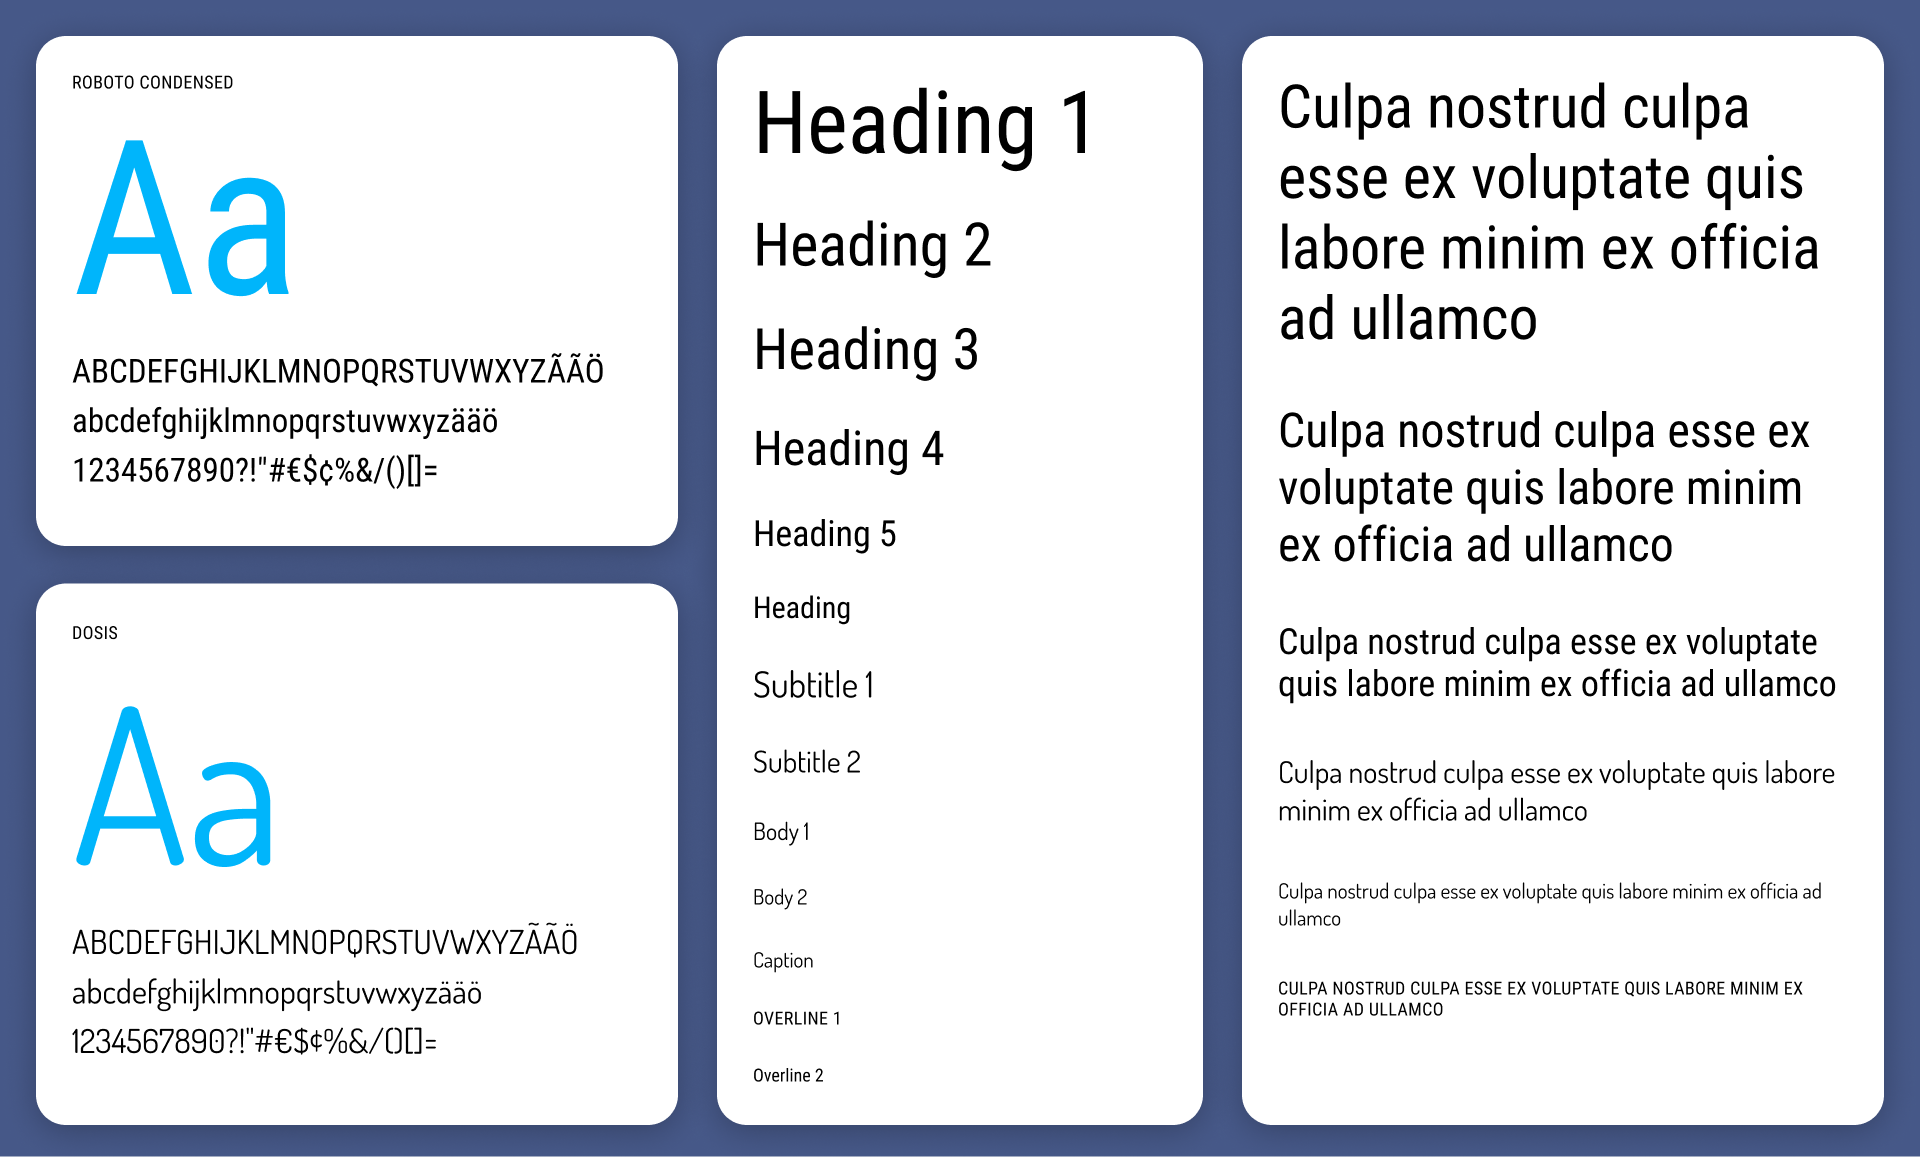 ROBOTO CONDENSED
Aa
ABCDEFGHIJKLMNOPQRSTUVWXYZÃÃÖ
abcdefghijklmnopqrstuvwxyzääö
1234567890?!"#€$¢%&/()[]=
DOSIS
Aa
ABCDEFGHIJKLMNOPQRSTUVWXYZÃÃÖ
abcdefghijklmnopqrstuvwxyzääö
1234567890?!"#€$¢%&/()[]=
Heading 1
Heading 2
Heading 3
Heading 4
Heading 5
Heading
Subtitle 1
Subtitle 2
Body 1
Body 2
Caption
OVERLINE 1
Overline 2
Culpa nostrud culpa
esse ex voluptate quis
labore minim ex officia
ad ullamco
Culpa nostrud culpa esse ex
voluptate quis labore minim
ex officia ad ullamco
Culpa nostrud culpa esse ex voluptate
quis labore minim ex officia ad ullamco
Culpa nostrud culpa esse ex voluptate quis labore
minim ex officia ad ullamco
Culpa nostrud culpa esse ex voluptate quis labore minim ex officia ad
ullamco
CULPA NOSTRUD CULPA ESSE EX VOLUPTATE QUIS LABORE MINIM EX
OFFICIA AD ULLAMCO